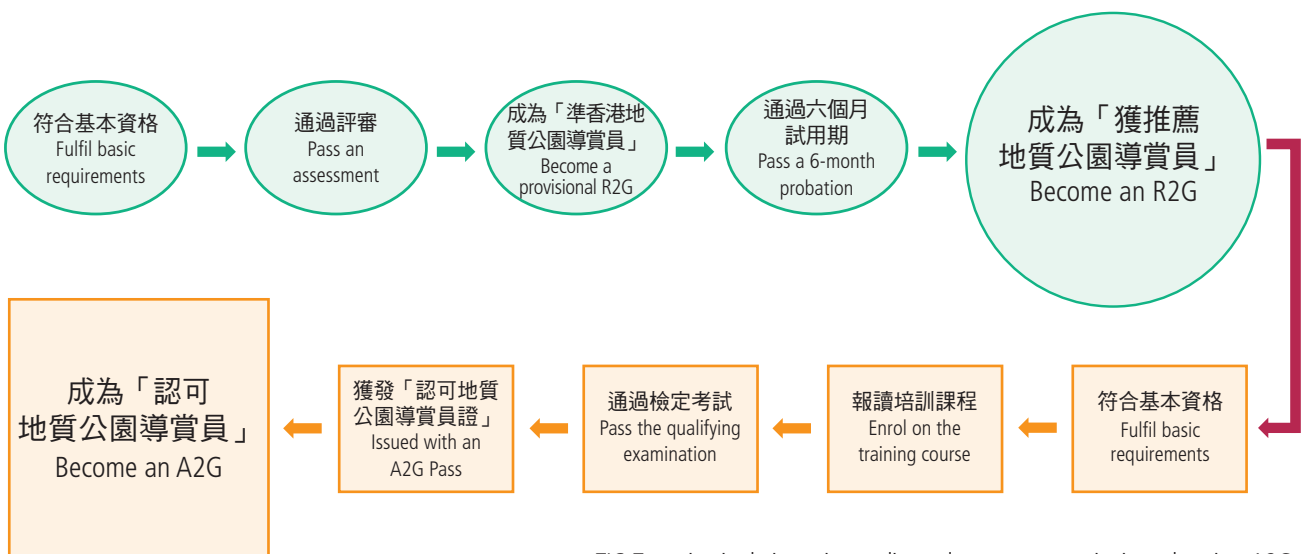 符合基本資格
Fulfil basic
requirements
通過評審
Pass an
assessment
成為「準香港地
質公園導賞員」
Become a
provisional R2G
通過六個月
試用期
Pass a 6-month
probation
成為「獲推薦
地質公園導賞員」
Become an R2G
符合基本資格
Fulfil basic
requirements
報讀培訓課程
Enrol on the
training course
通過檢定考試
Pass the qualifying
examination
獲發「認可地質
公園導賞員證」
Issued with an
A2G Pass
成為「認可
地質公園導賞員」
Become an A2G